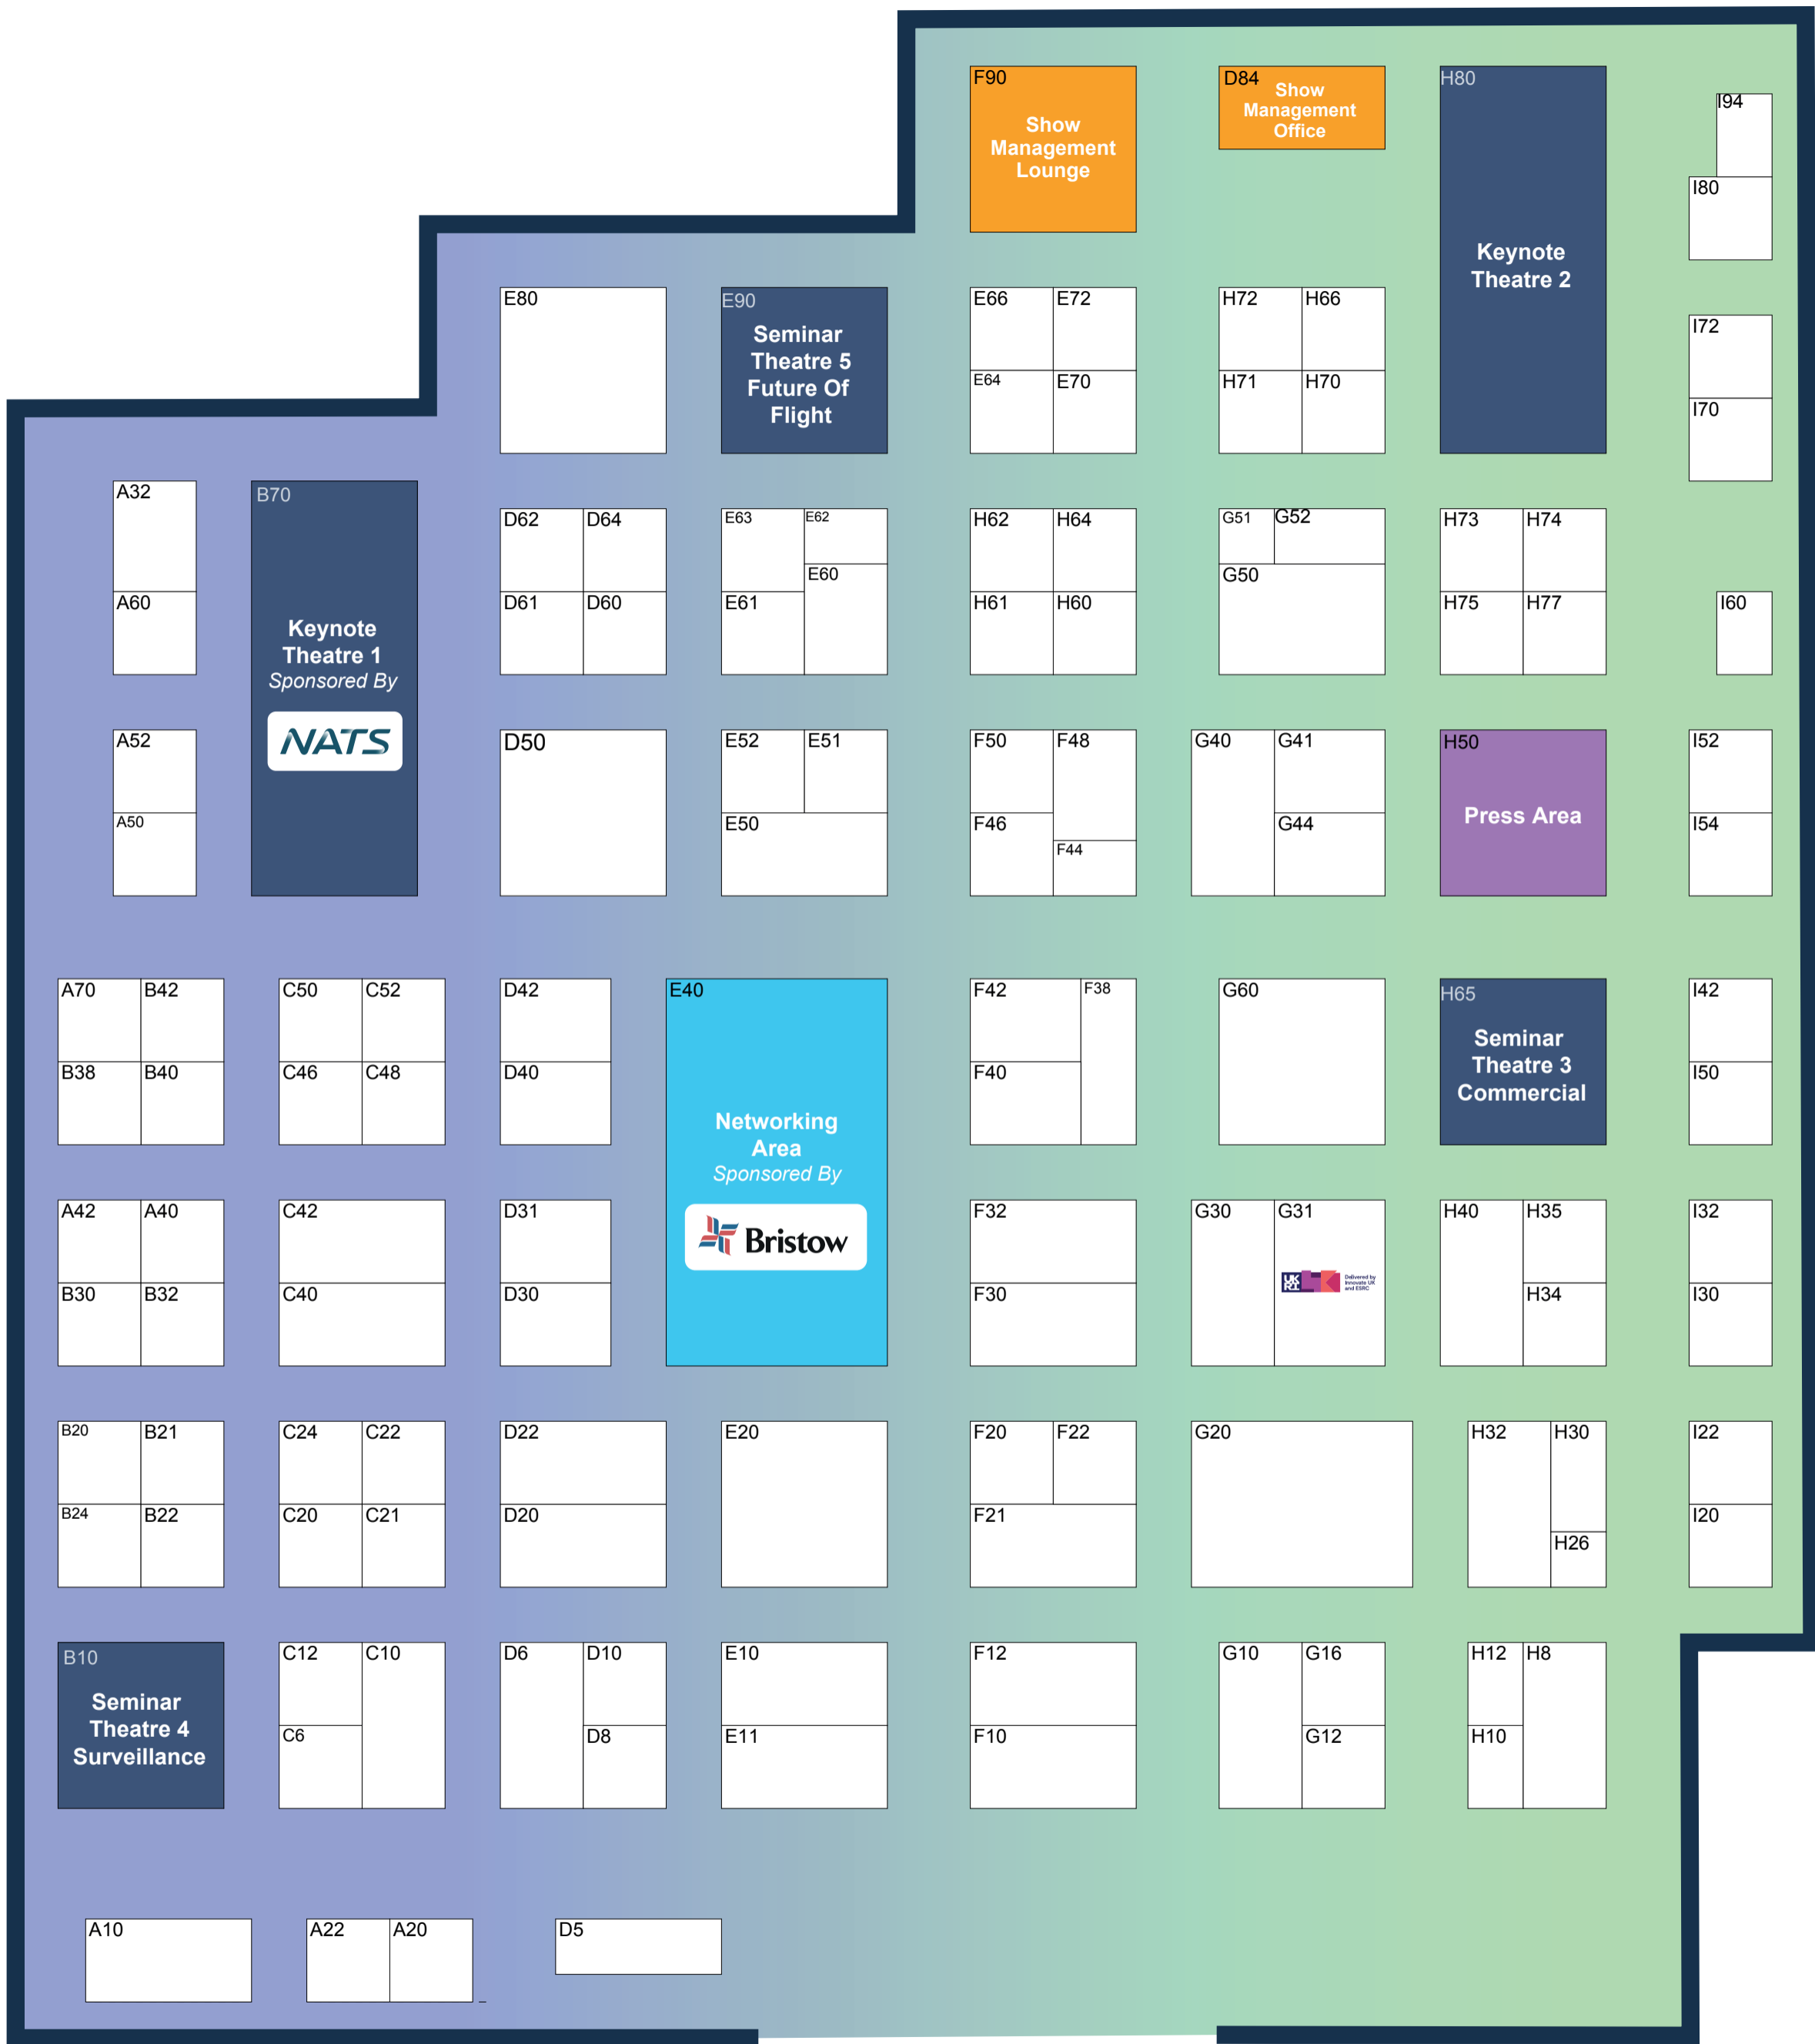 F90
Show
Management
Lounge
D84
Show
Management
Office
H80
Keynote
Theatre 2
I94
I80
E80
E90
Seminar
Theatre 5
Future Of
Flight
E66 E72
E64 E70
H72 H66
H71 H70
I72
I70
A32
A60
B70
Keynote
Theatre 1
Sponsored By
NATS
D62 D64
D61 D60
E63 E62
E60
E61
H62 H64
H61 H60
G51 G52
G50
H73 H74
H75 H77
I60
A52
A50
D50
E52 E51
E50
F50 F48
F46
F44
G40 G41
G44
H50
Press Area
I52
I54
A70 B42
B38 B40
C50 C52
C46 C48
D42
D40
E40
Networking
Area
Sponsored By
Bristow
F42 F38
F40
G60
H65
Seminar
Theatre 3
Commercial
I42
I50
A42 A40
B30 B32
C42
C40
D31
D30
F32
F30
G30 G31
UK
RI
Delivered by
Innovate UK
and ESRC
H40 H35
H34
I32
I30
B20 B21
B24 B22
C24 C22
C20 C21
D22
D20
E20
F20 F22
F21
G20
H32 H30
H26
I22
I20
B10
Seminar
Theatre 4
Surveillance
C12 C10
C6
D6 D10
D8
E10
E11
F12
F10
G10 G16
G12
H12 H8
H10
A10
A22 A20
D5